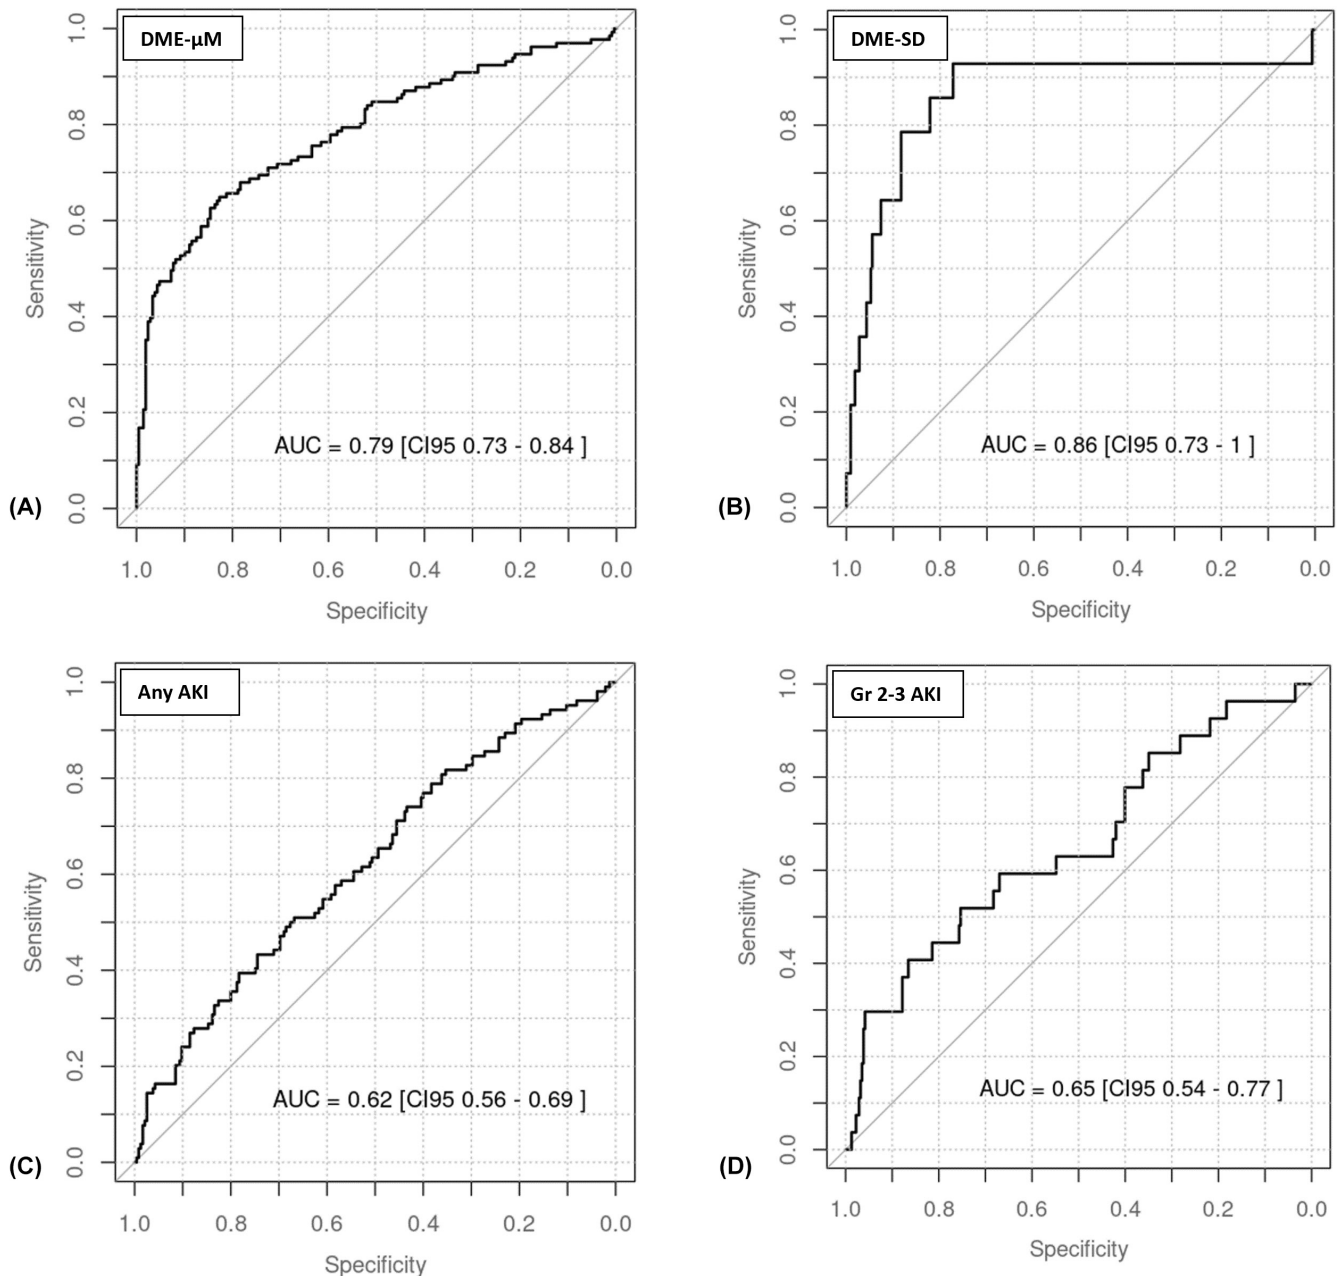 DME-µM
1.0
0.8
0.6
0.4
0.2
0.0
Sensitivity
AUC = 0.79 [CI95 0.73 - 0.84 ]
(A)
1.0 0.8 0.6 0.4 0.2 0.0
Specificity
DME-SD
1.0
0.8
0.6
0.4
0.2
0.0
Sensitivity
AUC = 0.86 [CI95 0.73 - 1 ]
(B)
1.0 0.8 0.6 0.4 0.2 0.0
Specificity
Any AKI
1.0
0.8
0.6
0.4
0.2
0.0
Sensitivity
AUC = 0.62 [CI95 0.56 - 0.69 ]
(C)
1.0 0.8 0.6 0.4 0.2 0.0
Specificity
Gr 2-3 AKI
1.0
0.8
0.6
0.4
0.2
0.0
Sensitivity
AUC = 0.65 [CI95 0.54 - 0.77 ]
(D)
1.0 0.8 0.6 0.4 0.2 0.0
Specificity